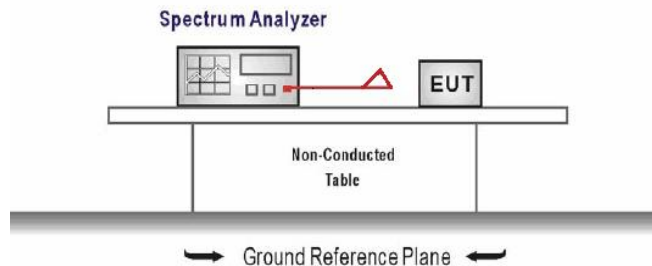 Spectrum Analyzer
EUT
Non-Conducted
Table
Ground Reference Plane